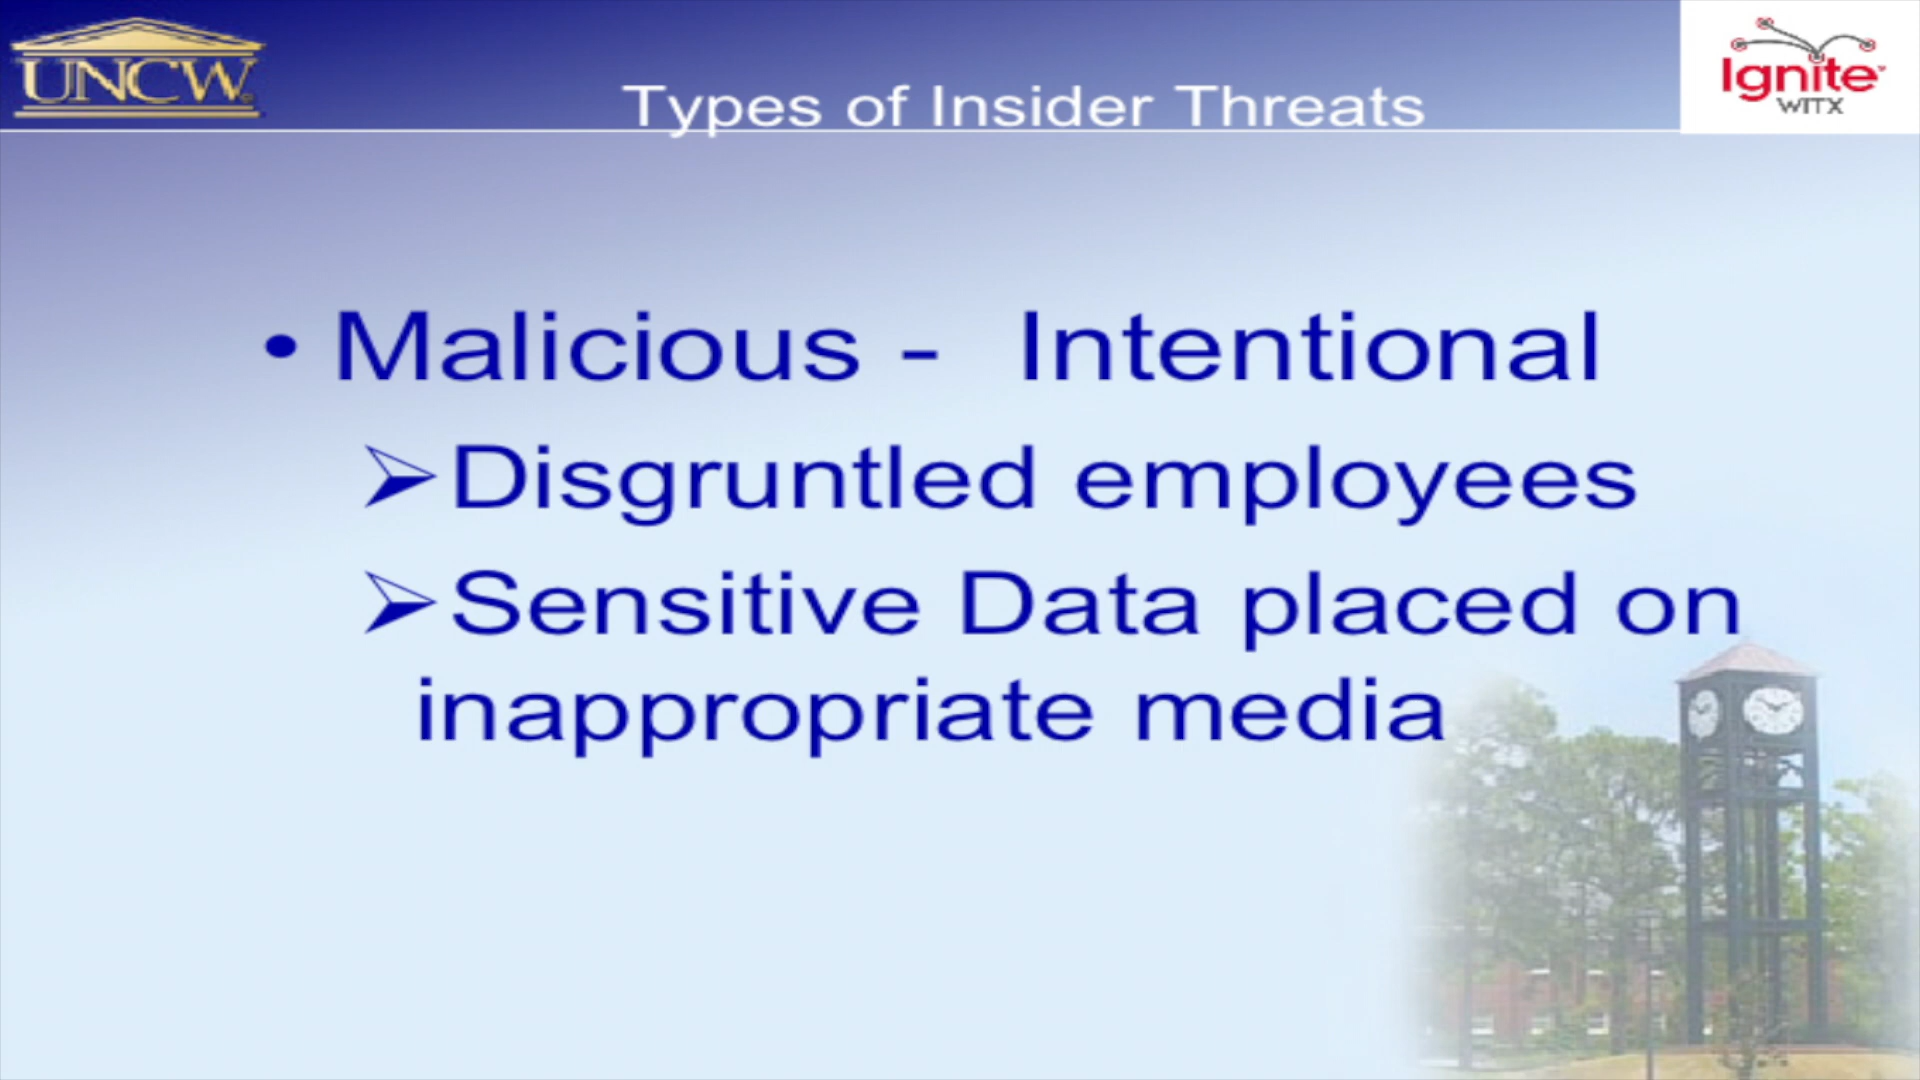 UNCW
Types of Insider Threats
Ignite
WITX
• Malicious - Intentional
➢Disgruntled employees
➢Sensitive Data placed on
inappropriate media